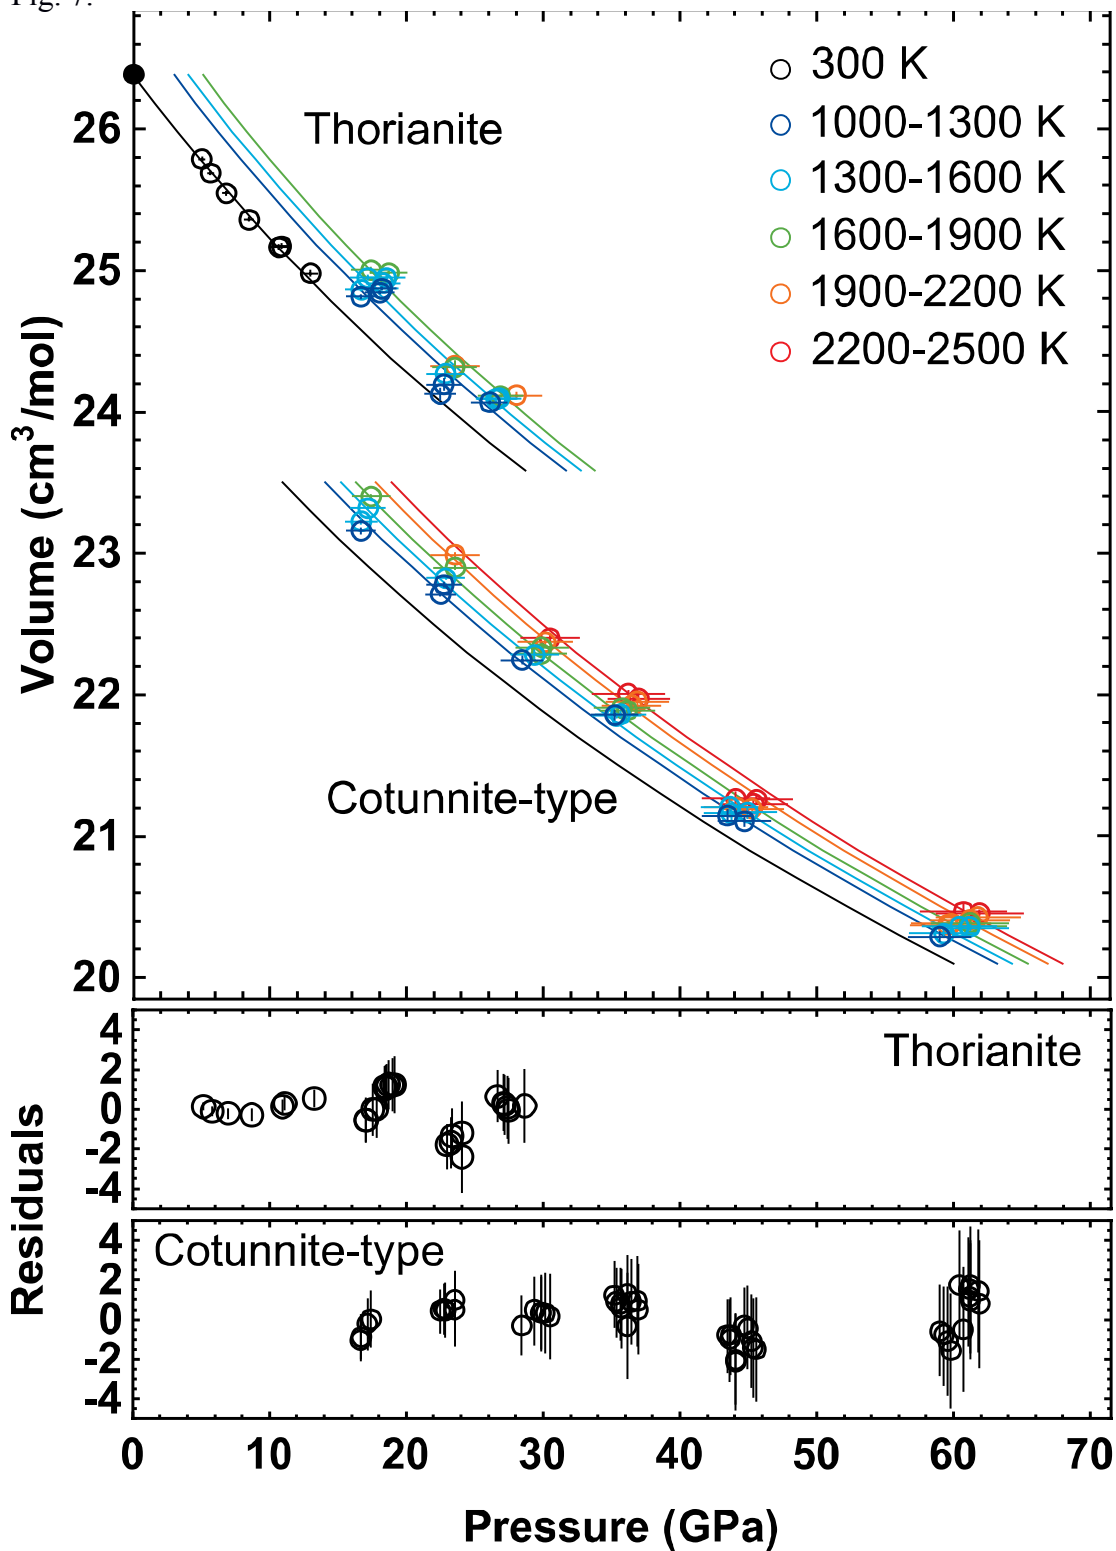 Fig. 7.
300 K
1000-1300 K
1300-1600 K
1600-1900 K
1900-2200 K
2200-2500 K
Thorianite
Cotunnite-type
26
25
24
23
22
21
20
Volume (cm³/mol)
Thorianite
4
2
0
-2
-4
Cotunnite-type
4
2
0
-2
-4
Residuals
0 10 20 30 40 50 60 70
Pressure (GPa)